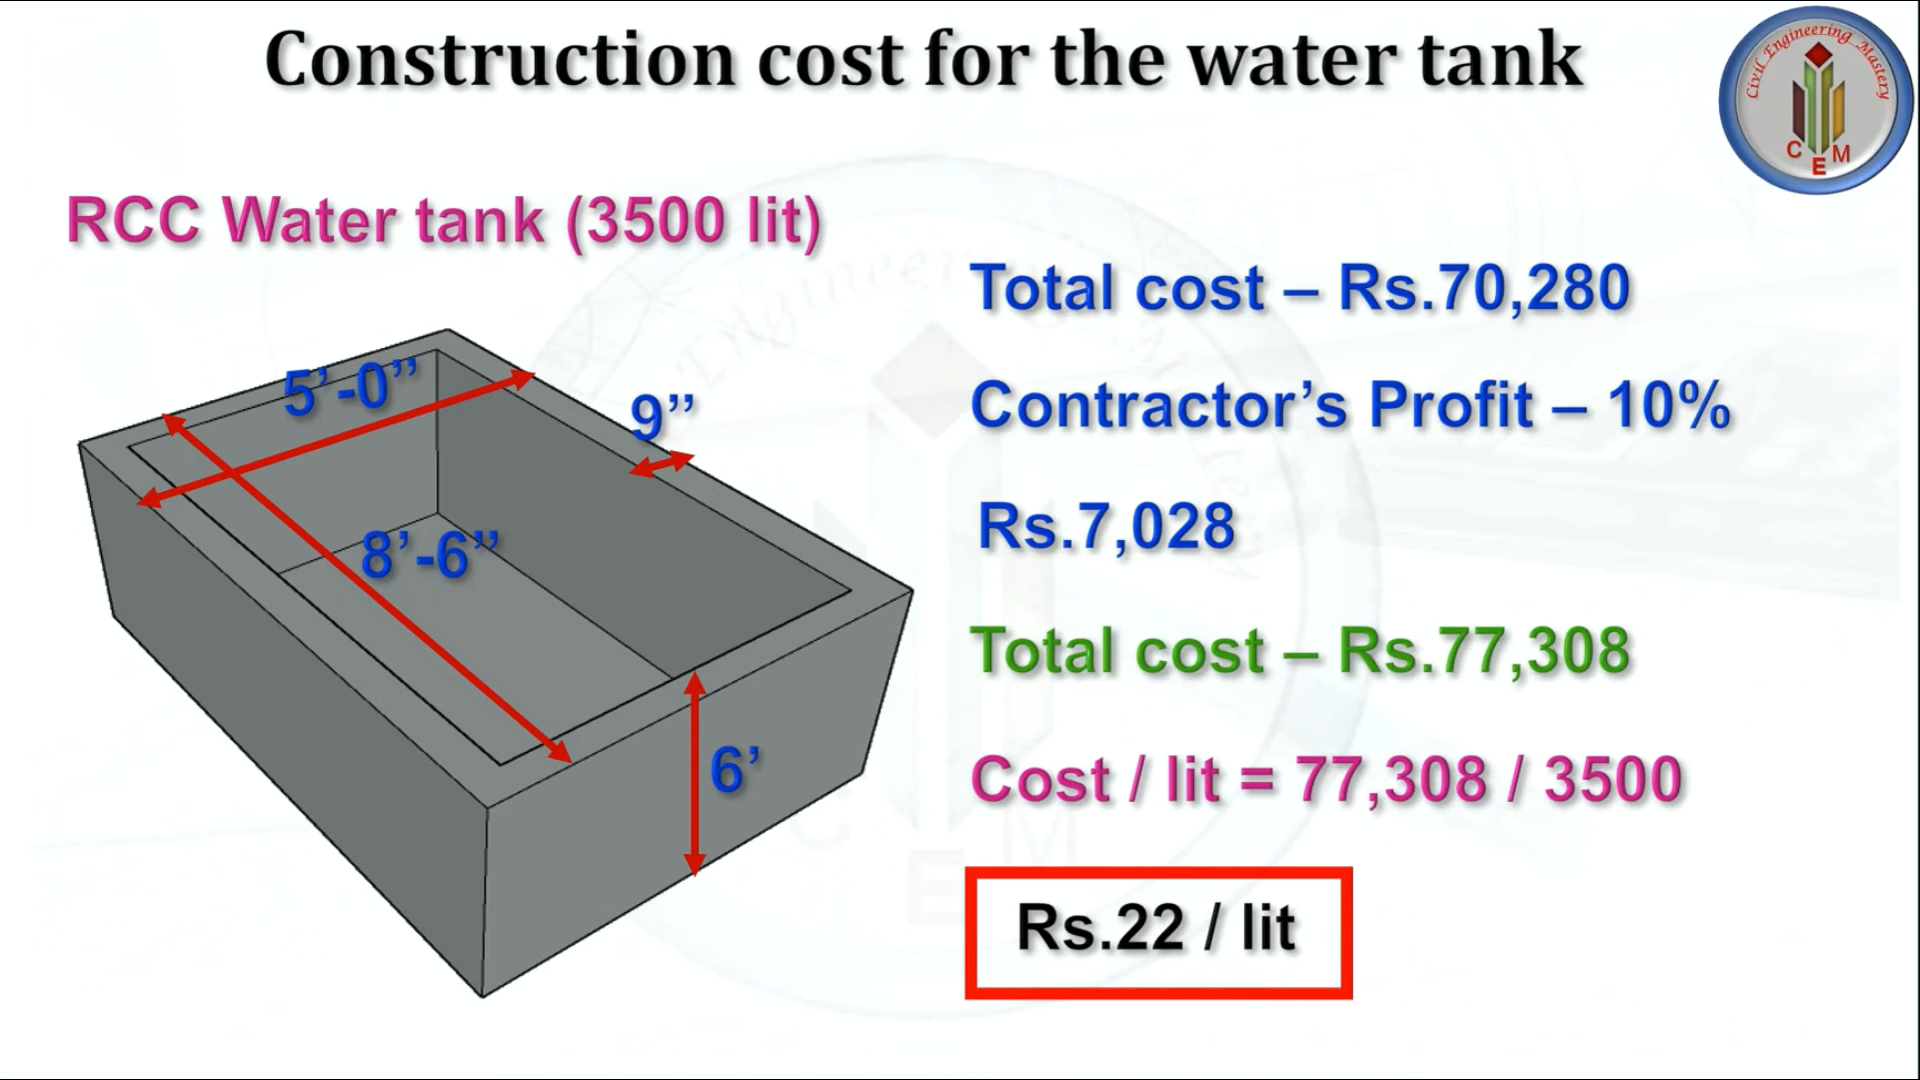 Construction cost for the water tank
Civil Engineering Mastery
C E M
RCC Water tank (3500 lit)
5’-0”
9”
8’-6”
6’
Total cost – Rs.70,280
Contractor’s Profit – 10%
Rs.7,028
Total cost – Rs.77,308
Cost / lit = 77,308 / 3500
Rs.22 / lit